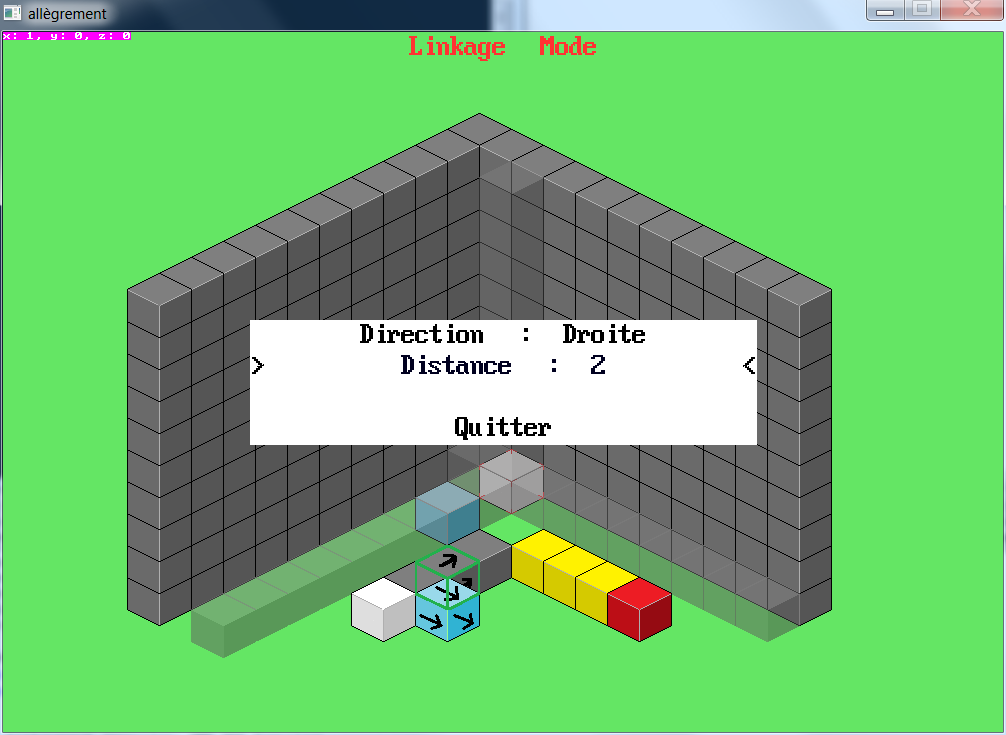 allègrement
x: 1, y: 0, z: 0
Linkage Mode
Direction : Droite
> Distance : 2 <
Quitter